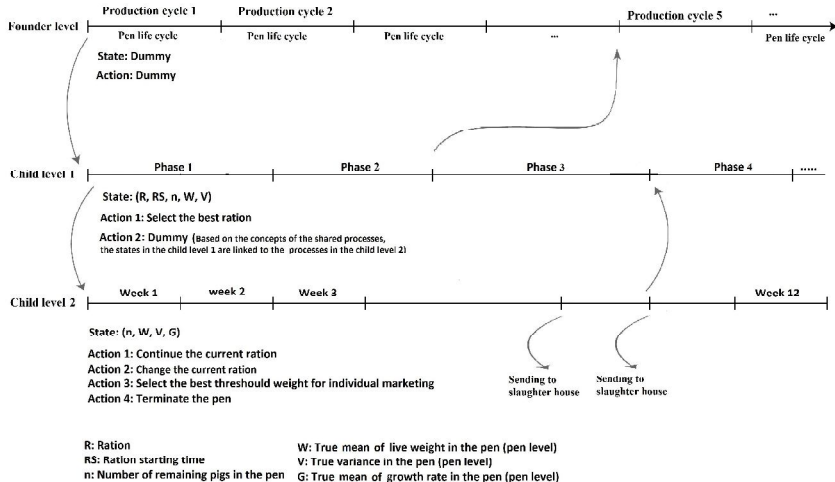 Production cycle 1 Production cycle 2 Production cycle 5 ...
Founder level
Pen life cycle Pen life cycle Pen life cycle ... Pen life cycle
State: Dummy
Action: Dummy
Phase 1 Phase 2 Phase 3 Phase 4 .....
Child level 1
State: (R, RS, n, W, V)
Action 1: Select the best ration
Action 2: Dummy (Based on the concepts of the shared processes,
the states in the child level 1 are linked to the processes in the child level 2)
Week 1 week 2 Week 3 Week 12
Child level 2
State: (n, W, V, G)
Action 1: Continue the current ration
Action 2: Change the current ration
Action 3: Select the best threshould weight for individual marketing
Action 4: Terminate the pen
Sending to slaughter house
Sending to slaughter house
R: Ration
RS: Ration starting time
n: Number of remaining pigs in the pen
W: True mean of live weight in the pen (pen level)
V: True variance in the pen (pen level)
G: True mean of growth rate in the pen (pen level)